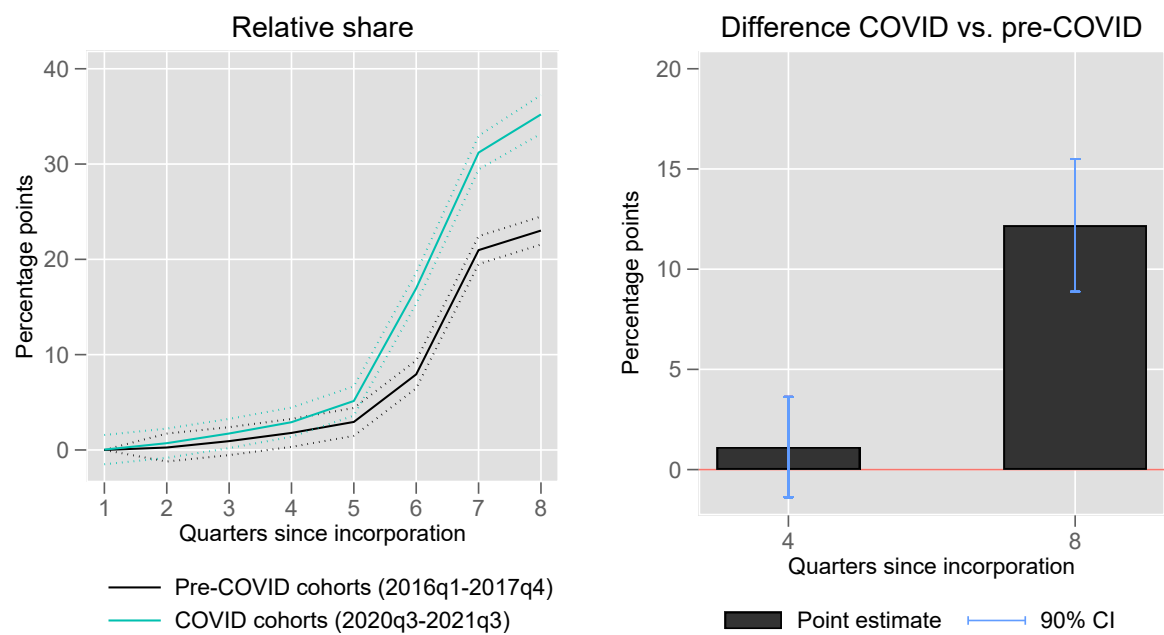 Relative share
Percentage points
40
30
20
10
0
1 2 3 4 5 6 7 8
Quarters since incorporation
Pre-COVID cohorts (2016q1-2017q4)
COVID cohorts (2020q3-2021q3)
Difference COVID vs. pre-COVID
Percentage points
20
15
10
5
0
4 8
Quarters since incorporation
Point estimate 90% CI